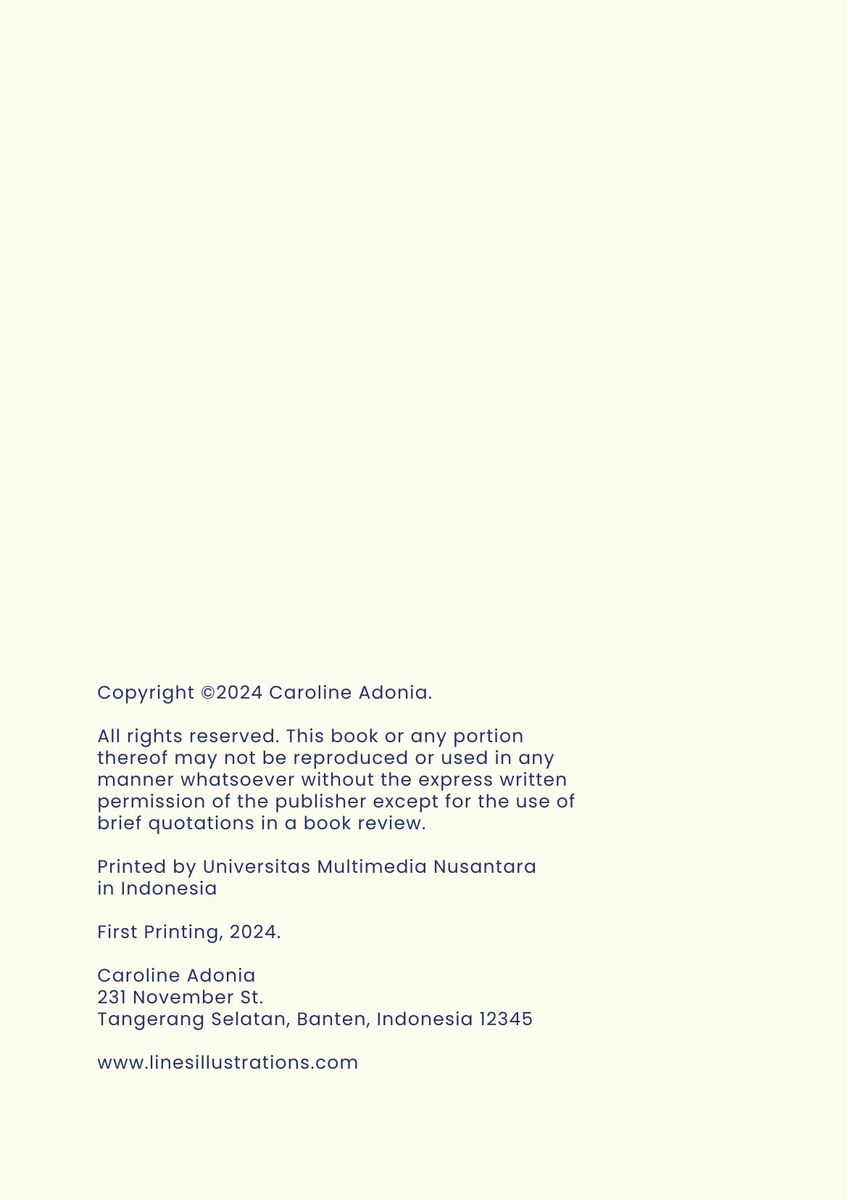 Copyright ©2024 Caroline Adonia.
All rights reserved. This book or any portion
thereof may not be reproduced or used in any
manner whatsoever without the express written
permission of the publisher except for the use of
brief quotations in a book review.
Printed by Universitas Multimedia Nusantara
in Indonesia
First Printing, 2024.
Caroline Adonia
231 November St.
Tangerang Selatan, Banten, Indonesia 12345
www.linesillustrations.com